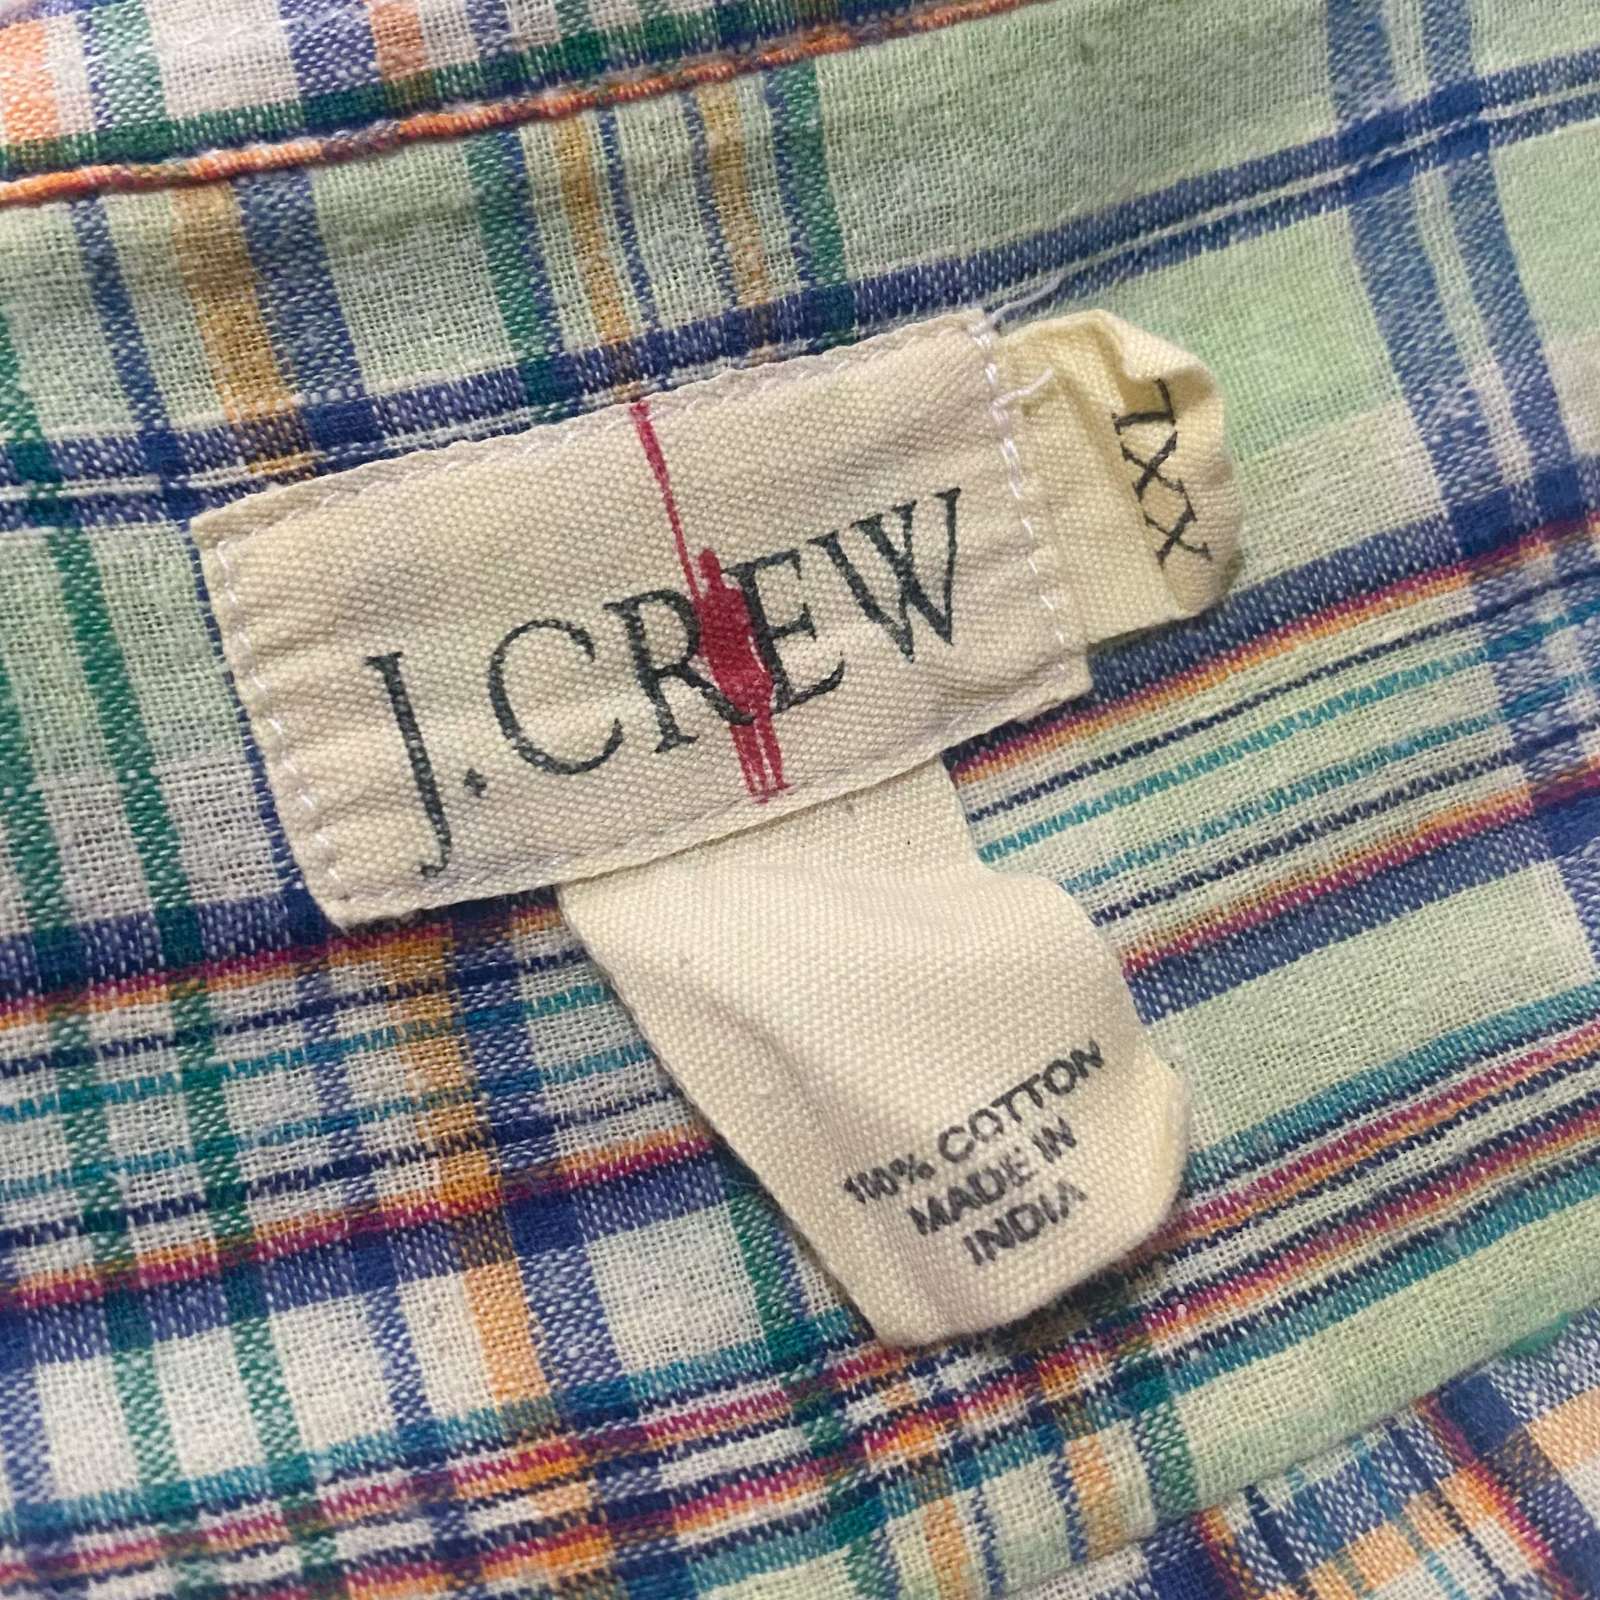 J.CREW
XXL
100% COTTON
MADE IN
INDIA